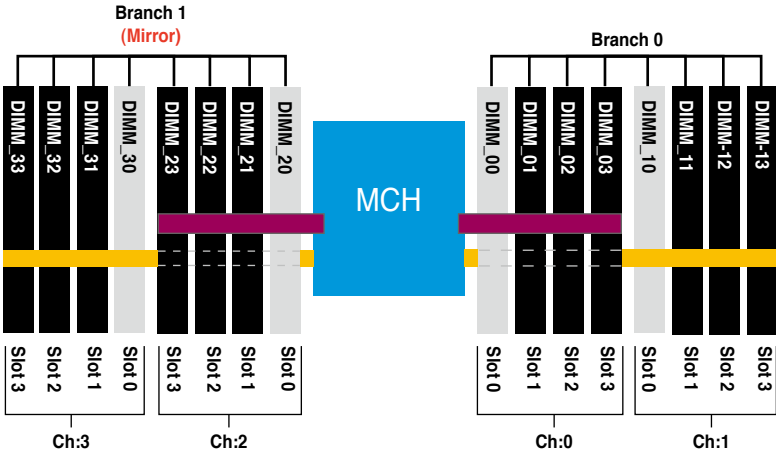 Branch 1
(Mirror)
Branch 0
DIMM_33
DIMM_32
DIMM_31
DIMM_30
DIMM_23
DIMM_22
DIMM_21
DIMM_20
MCH
DIMM_00
DIMM_01
DIMM_02
DIMM_03
DIMM_10
DIMM_11
DIMM-12
DIMM-13
Slot 3
Slot 2
Slot 1
Slot 0
Slot 3
Slot 2
Slot 1
Slot 0
Slot 0
Slot 1
Slot 2
Slot 3
Slot 0
Slot 1
Slot 2
Slot 3
Ch:3
Ch:2
Ch:0
Ch:1